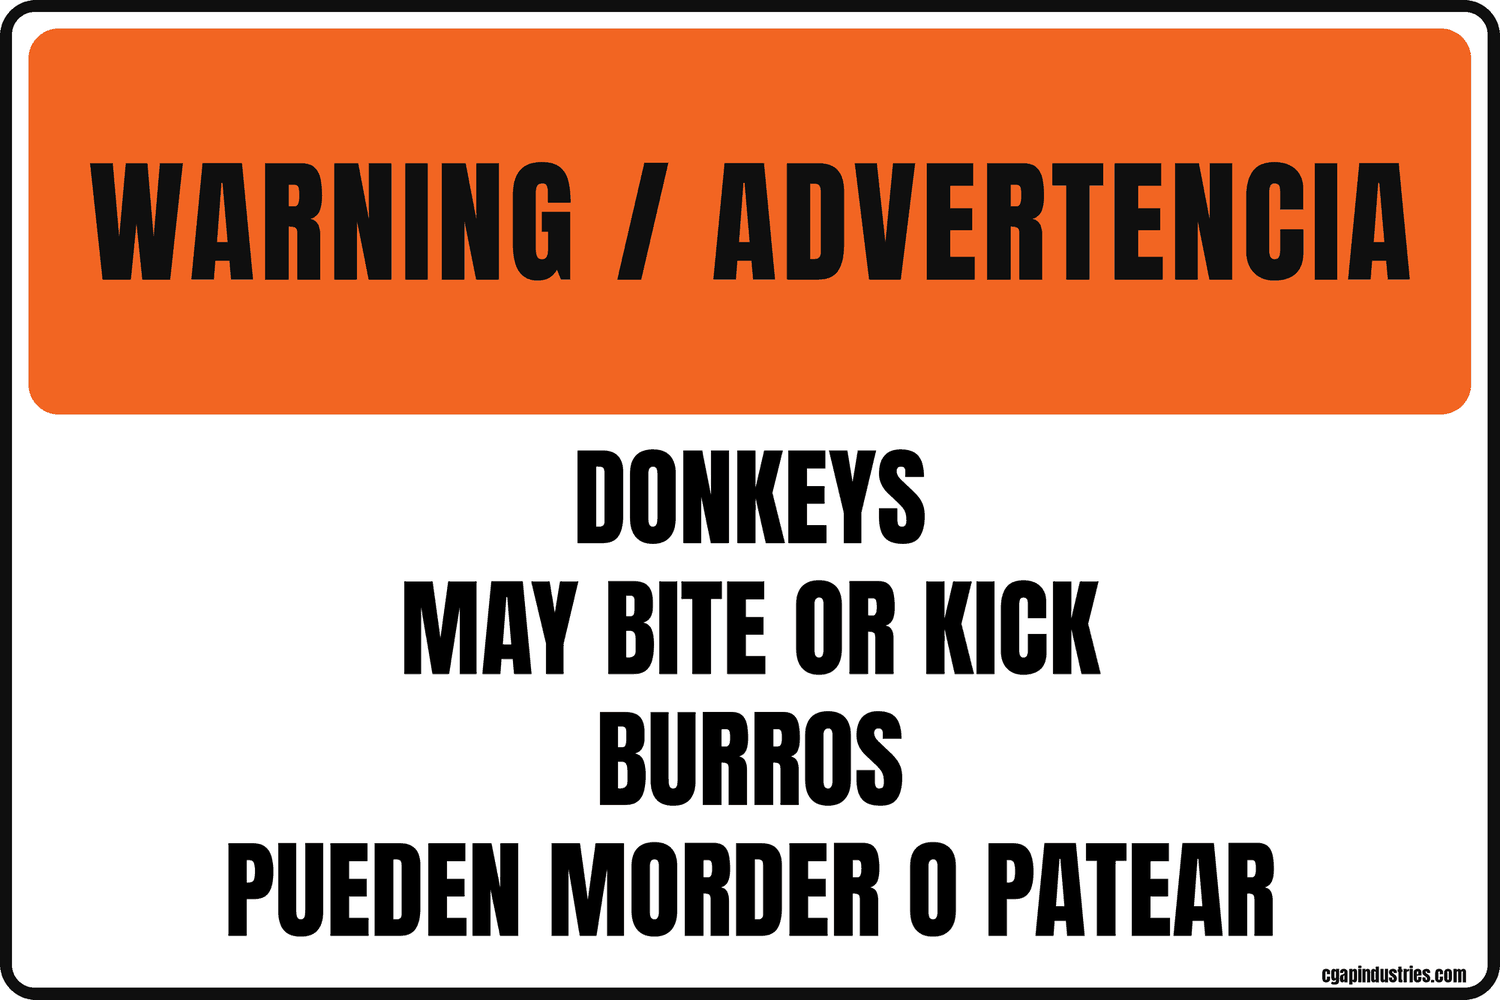 WARNING / ADVERTENCIA
DONKEYS
MAY BITE OR KICK
BURROS
PUEDEN MORDER O PATEAR
cgapindustries.com